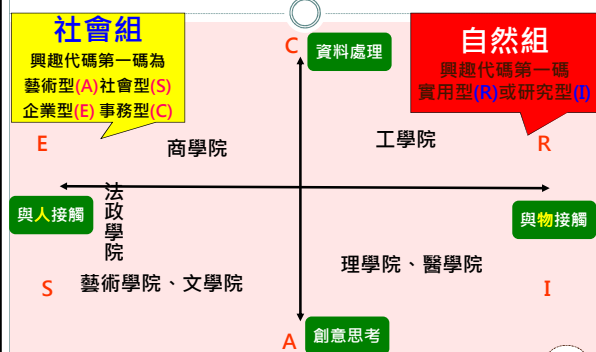 社會組
興趣代碼第一碼為
藝術型(A)社會型(S)
企業型(E) 事務型(C)
C
資料處理
自然組
興趣代碼第一碼
實用型(R)或研究型(I)
E
商學院
工學院
R
與人接觸
法政學院
與物接觸
S
藝術學院、文學院
理學院、醫學院
I
A
創意思考